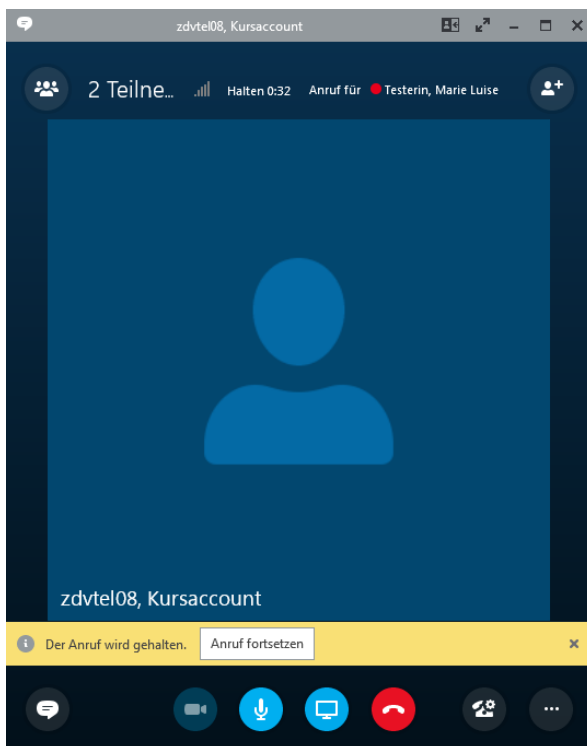 zdvtel08, Kursaccount
2 Teilne... Halten 0:32 Anruf für Testerin, Marie Luise
zdvtel08, Kursaccount
Der Anruf wird gehalten. Anruf fortsetzen